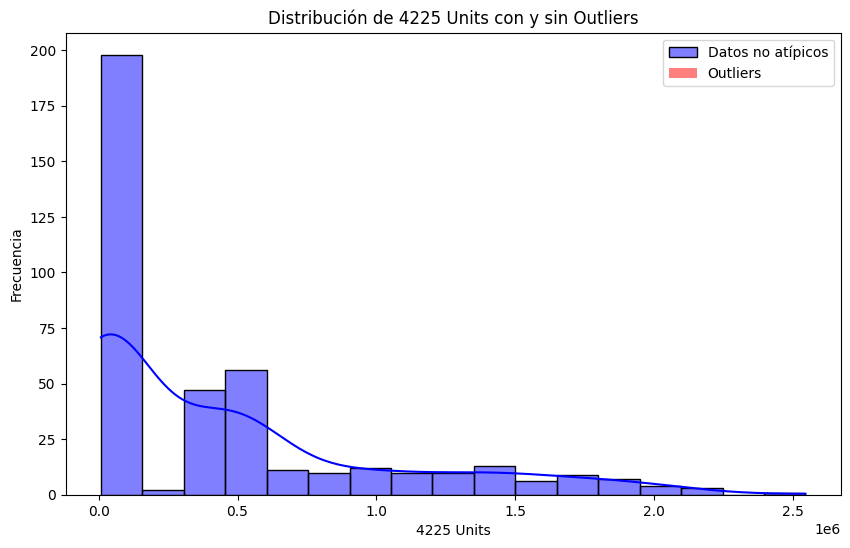 Distribución de 4225 Units con y sin Outliers
Datos no atípicos
Outliers
Frecuencia
200
175
150
125
100
75
50
25
0
0.0 0.5 1.0 1.5 2.0 2.5
1e6
4225 Units